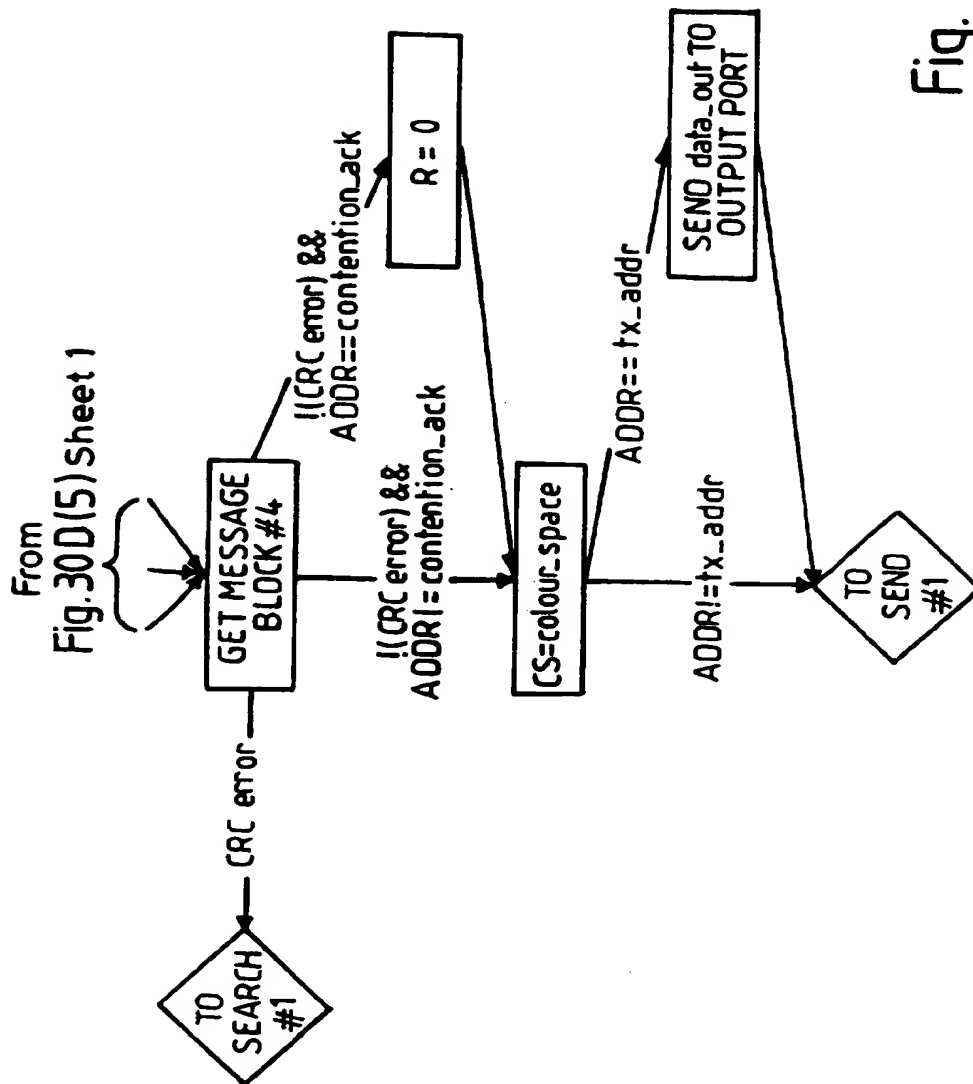 From
Fig.30D(5)Sheet 1
GET MESSAGE
BLOCK #4
CRC error
TO
SEARCH
#1
!(CRC error) &&
ADDR==contention_ack
R = 0
!(CRC error) &&
ADDR!=contention_ack
CS=colour_space
ADDR==tx_addr
SEND data_out TO
OUTPUT PORT
ADDR!=tx_addr
TO
SEND
#1
Fig.